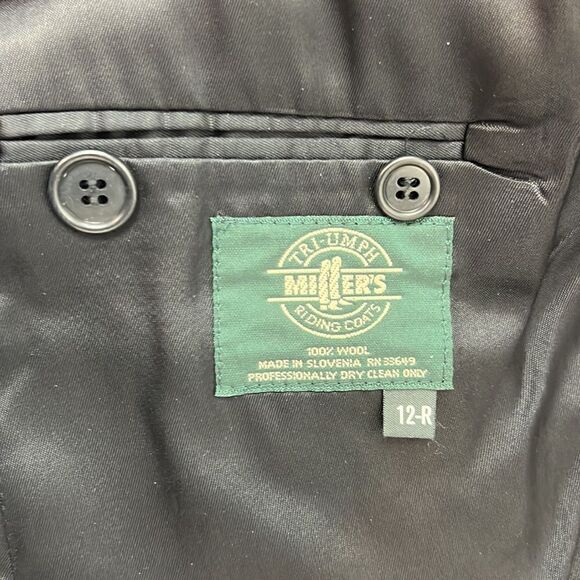 TRI-UMPH
MILLER'S
RIDING COATS
100% WOOL
MADE IN SLOVENIA RN 33649
PROFESSIONALLY DRY CLEAN ONLY
12-R